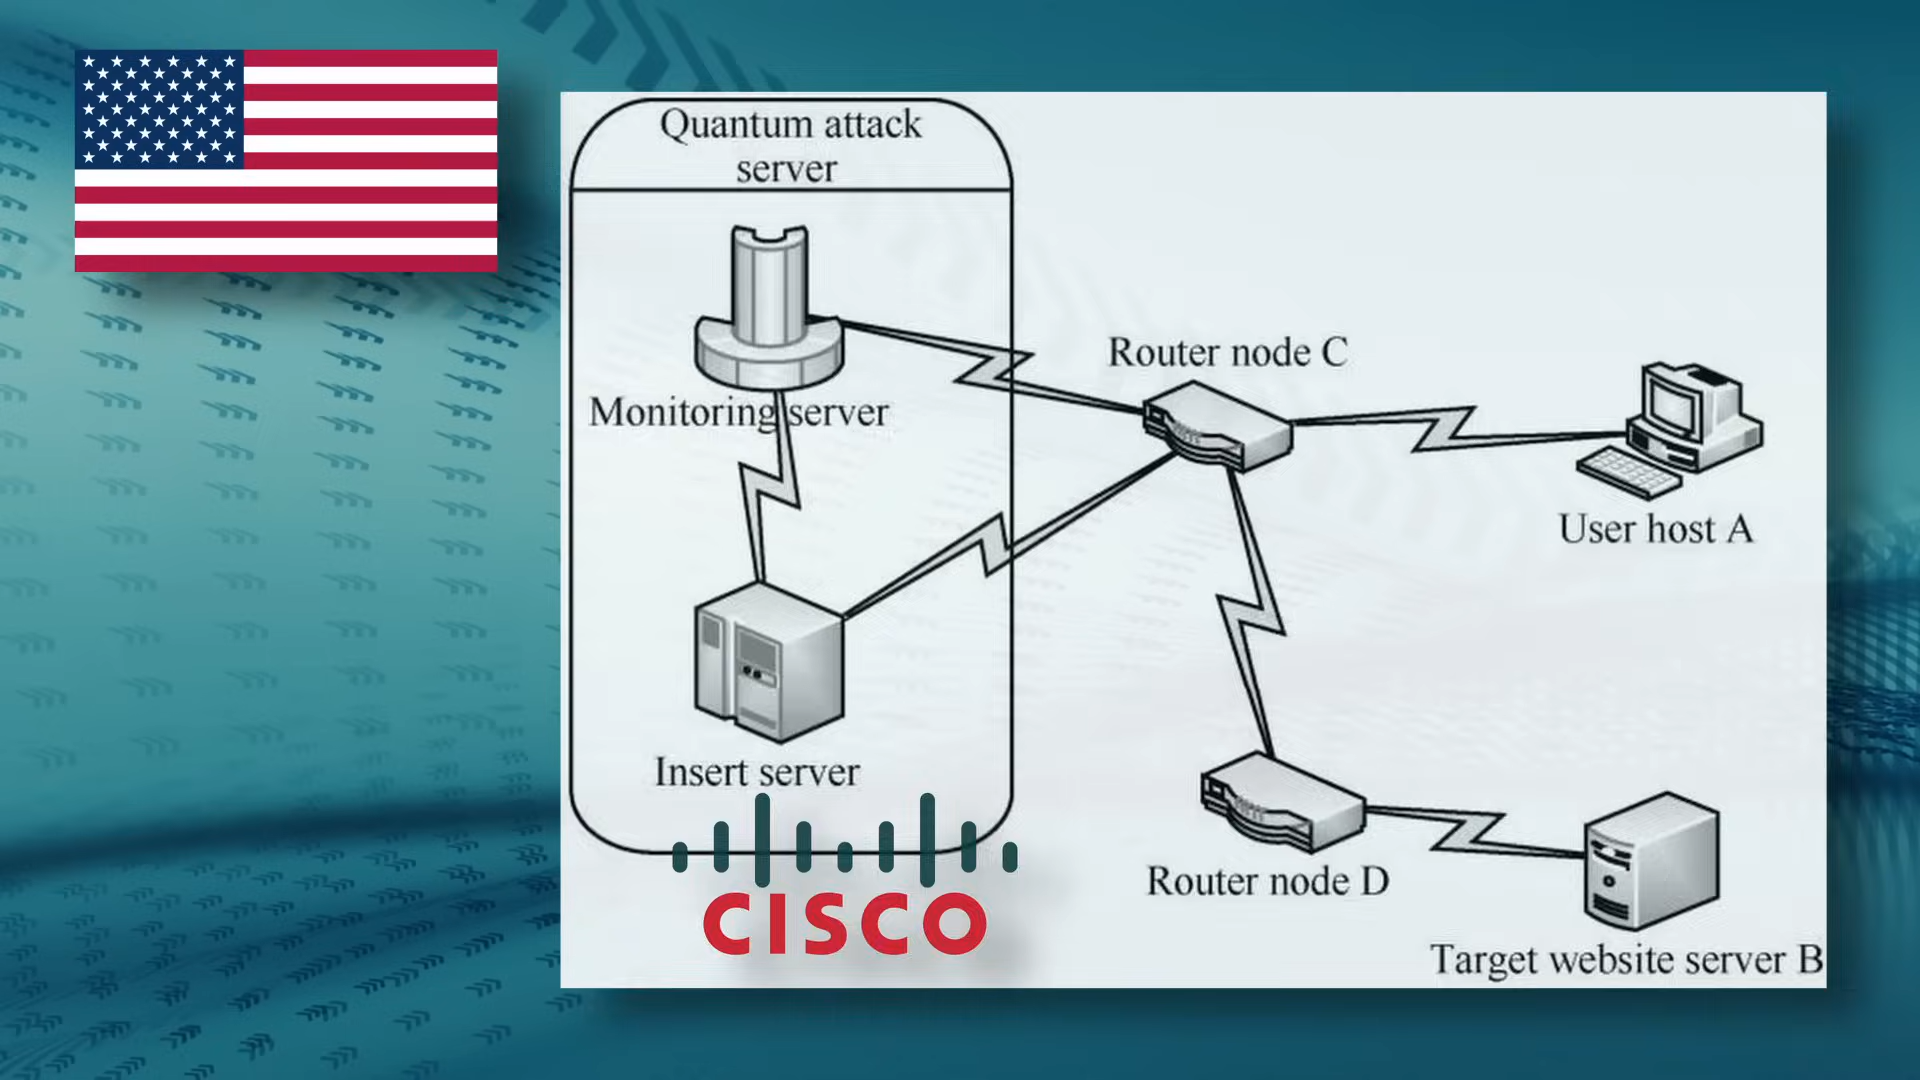 Quantum attack
server
Router node C
Monitoring server
User host A
Insert server
Router node D
CISCO
Target website server B